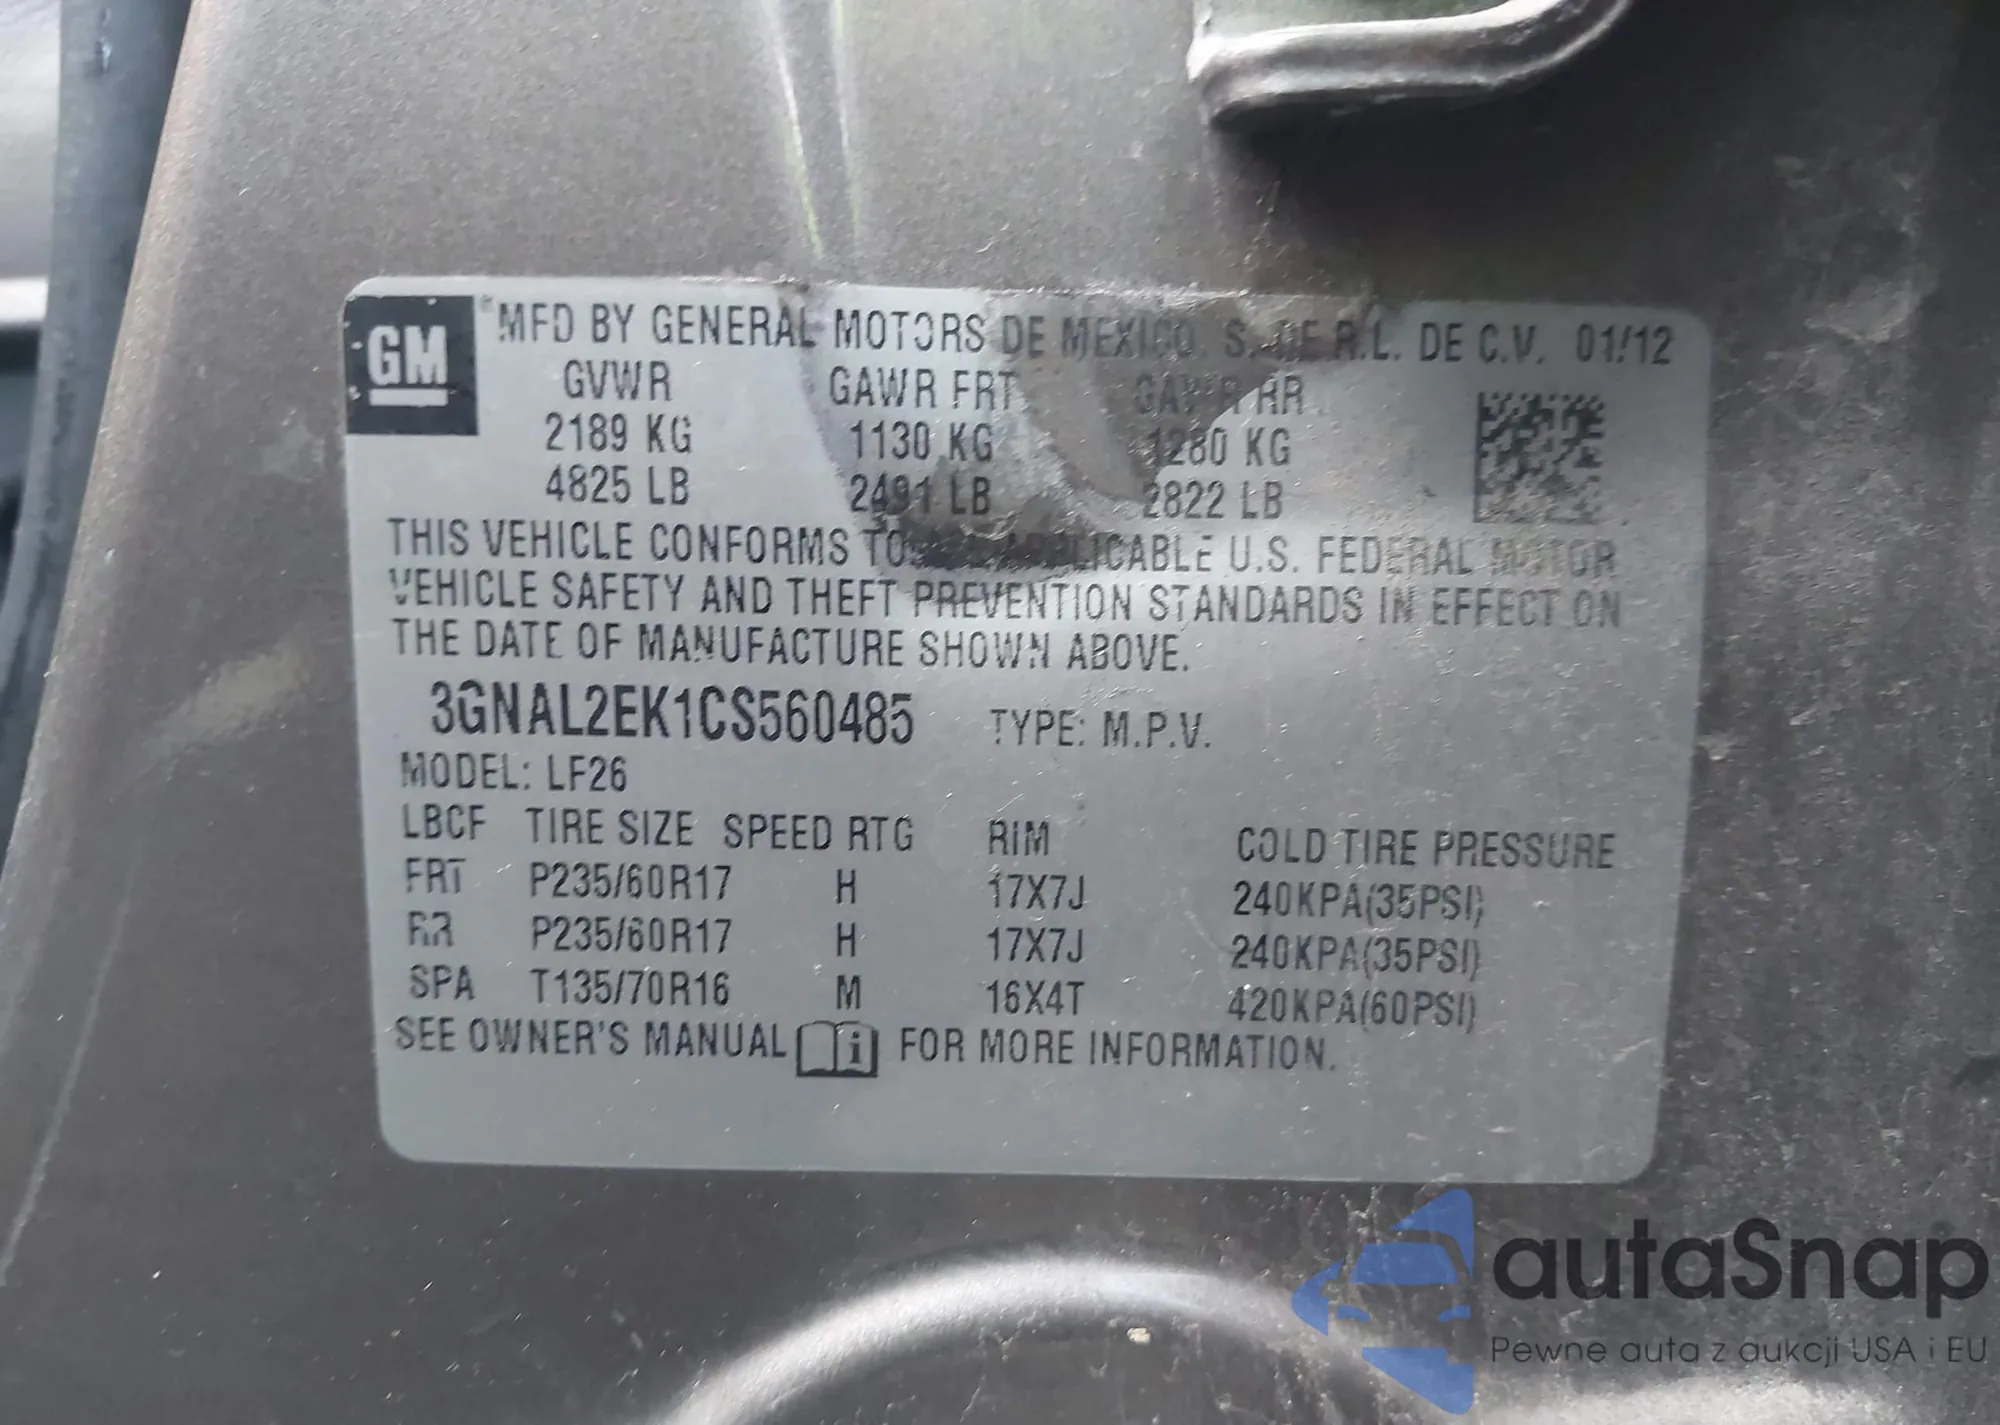 GM
MFD BY GENERAL MOTORS DE MEXICO. S. DE R.L. DE C.V. 01/12
GVWR GAWR FRT GAWR RR
2189 KG 1130 KG 1280 KG
4825 LB 2491 LB 2822 LB
THIS VEHICLE CONFORMS TO ALL APPLICABLE U.S. FEDERAL MOTOR
VEHICLE SAFETY AND THEFT PREVENTION STANDARDS IN EFFECT ON
THE DATE OF MANUFACTURE SHOWN ABOVE.
3GNAL2EK1CS560485 TYPE: M.P.V.
MODEL: LF26
LBCF TIRE SIZE SPEED RTG RIM COLD TIRE PRESSURE
FRT P235/60R17 H 17X7J 240KPA(35PSI)
RR P235/60R17 H 17X7J 240KPA(35PSI)
SPA T135/70R16 M 16X4T 420KPA(60PSI)
SEE OWNER'S MANUAL i FOR MORE INFORMATION.
autaSnap
Pewne auta z aukcji USA i EU